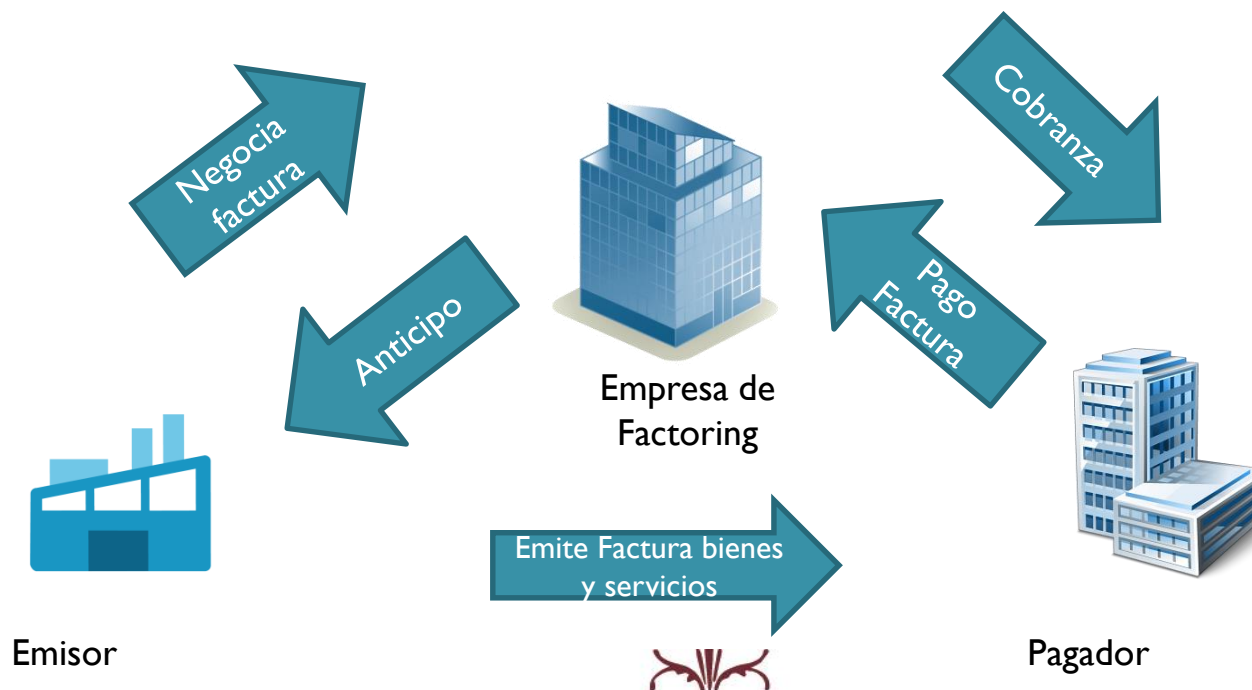 Negocia
factura
Cobranza
Anticipo
Pago
Factura
Empresa de
Factoring
Emite Factura bienes
y servicios
Emisor
Pagador